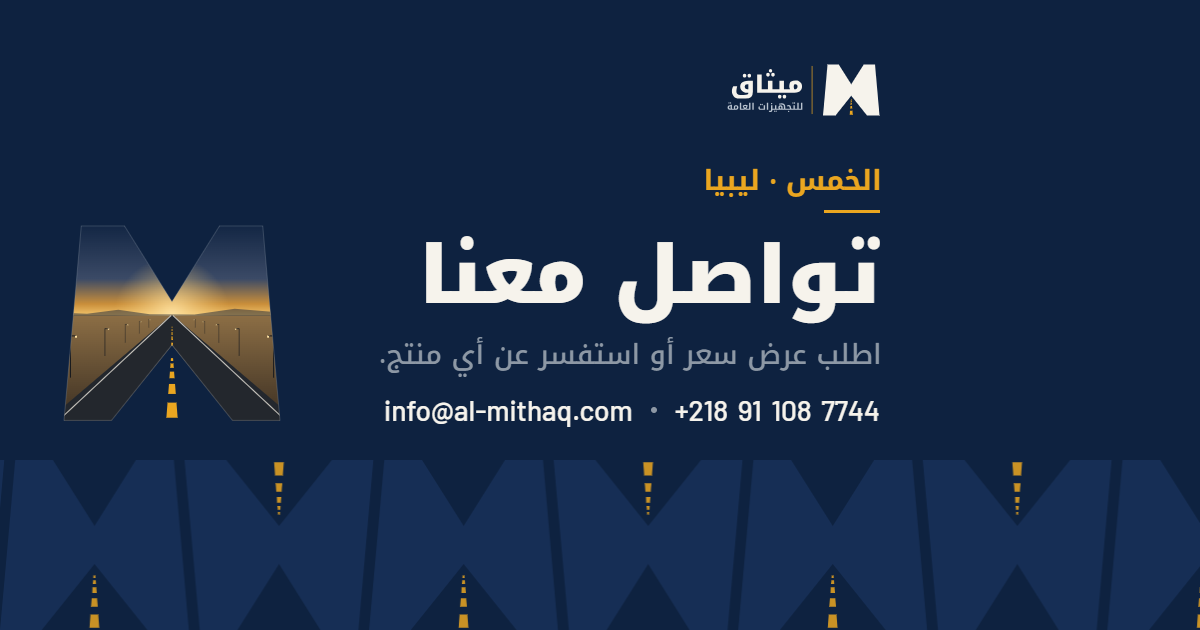 ميثاق
للتجهيزات العامة
الخمس · ليبيا
تواصل معنا
اطلب عرض سعر أو استفسر عن أي منتج.
+218 91 108 7744 • info@al-mithaq.com